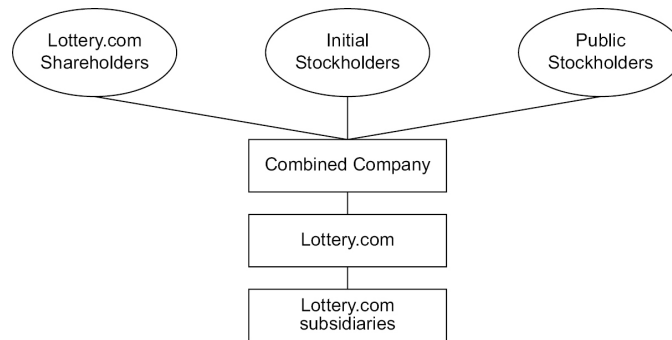 Lottery.com
Shareholders
Initial
Stockholders
Public
Stockholders
Combined Company
Lottery.com
Lottery.com
subsidiaries